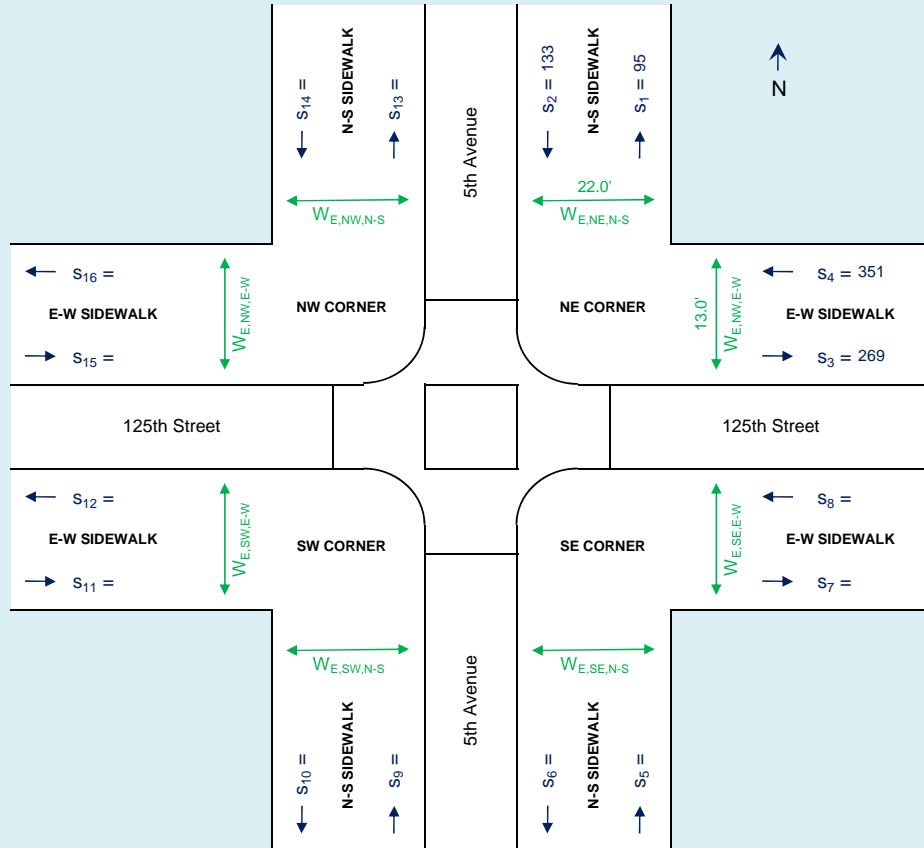 S14 =
N-S SIDEWALK
S13 =
5th Avenue
S2 = 133
N-S SIDEWALK
S1 = 95
N
WE,NW,N-S
22.0'
WE,NE,N-S
S16 =
E-W SIDEWALK
S15 =
WE,NW,E-W
NW CORNER
NE CORNER
13.0'
WE,NW,E-W
S4 = 351
E-W SIDEWALK
S3 = 269
125th Street
125th Street
S12 =
E-W SIDEWALK
S11 =
WE,SW,E-W
SW CORNER
SE CORNER
WE,SE,E-W
S8 =
E-W SIDEWALK
S7 =
WE,SW,N-S
WE,SE,N-S
S10 =
N-S SIDEWALK
S9 =
5th Avenue
S6 =
N-S SIDEWALK
S5 =